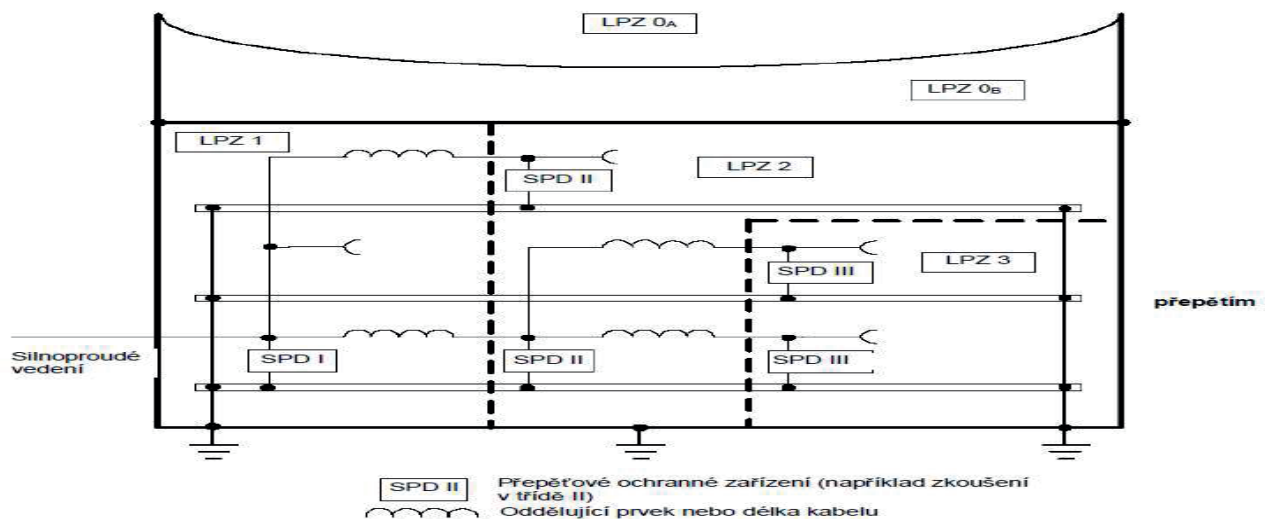 LPZ 0A
LPZ 0B
LPZ 1
LPZ 2
SPD II
LPZ 3
SPD III
přepětím
Silnoproudé
vedení
SPD I
SPD II
SPD III
SPD II
Přepěťové ochranné zařízení (například zkoušení
v třídě II)
Oddělující prvek nebo délka kabelu